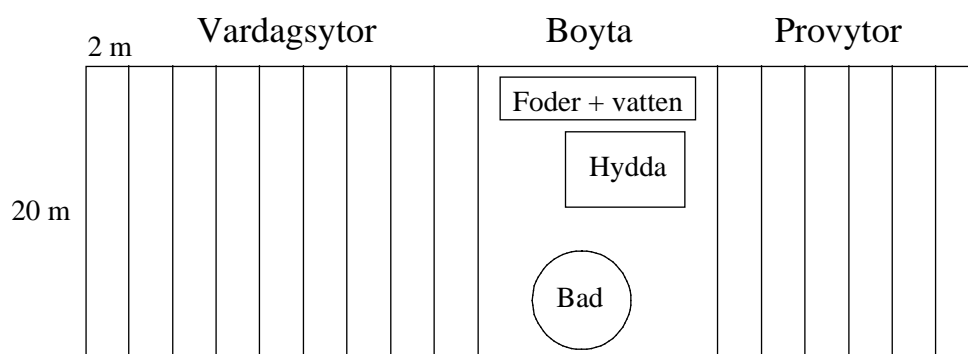 Vardagsytor Boyta Provytor
2 m
Foder + vatten
Hydda
20 m
Bad